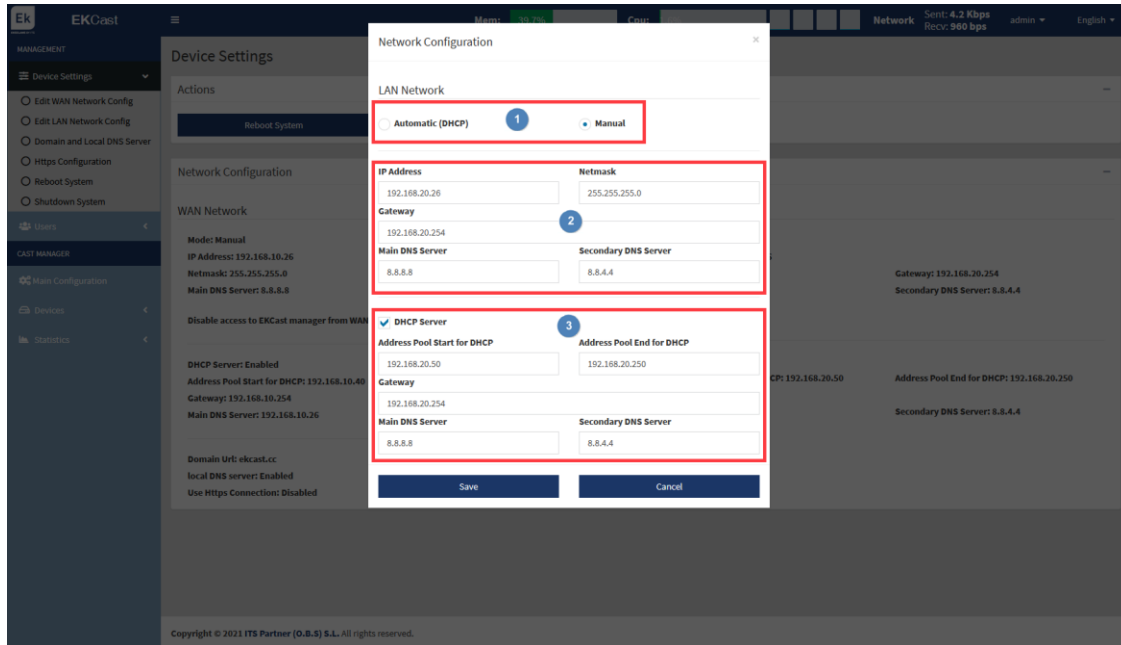 Ek EKCast
Mem: 39.7% Cpu: Network Sent: 4.2 Kbps Recv: 960 bps admin English
MANAGEMENT
Device Settings
Edit WAN Network Config
Edit LAN Network Config
Domain and Local DNS Server
Https Configuration
Reboot System
Shutdown System
Users
CAST MANAGER
Main Configuration
Devices
Statistics
Device Settings
Actions
Reboot System
Network Configuration
WAN Network
Mode: Manual
IP Address: 192.168.10.26
Netmask: 255.255.255.0
Main DNS Server: 8.8.8.8
Gateway: 192.168.20.254
Secondary DNS Server: 8.8.4.4
Disable access to EKCast manager from WAN
DHCP Server: Enabled
Address Pool Start for DHCP: 192.168.10.40
CP: 192.168.20.50
Address Pool End for DHCP: 192.168.20.250
Gateway: 192.168.10.254
Main DNS Server: 192.168.10.26
Secondary DNS Server: 8.8.4.4
Domain Url: ekcast.cc
local DNS server: Enabled
Use Https Connection: Disabled
Network Configuration ×
LAN Network
Automatic (DHCP) 1 Manual
IP Address Netmask
192.168.20.26 255.255.255.0
Gateway
192.168.20.254
2
Main DNS Server Secondary DNS Server
8.8.8.8 8.8.4.4
DHCP Server 3
Address Pool Start for DHCP Address Pool End for DHCP
192.168.20.50 192.168.20.250
Gateway
192.168.20.254
Main DNS Server Secondary DNS Server
8.8.8.8 8.8.4.4
Save Cancel
Copyright © 2021 ITS Partner (O.B.S) S.L. All rights reserved.